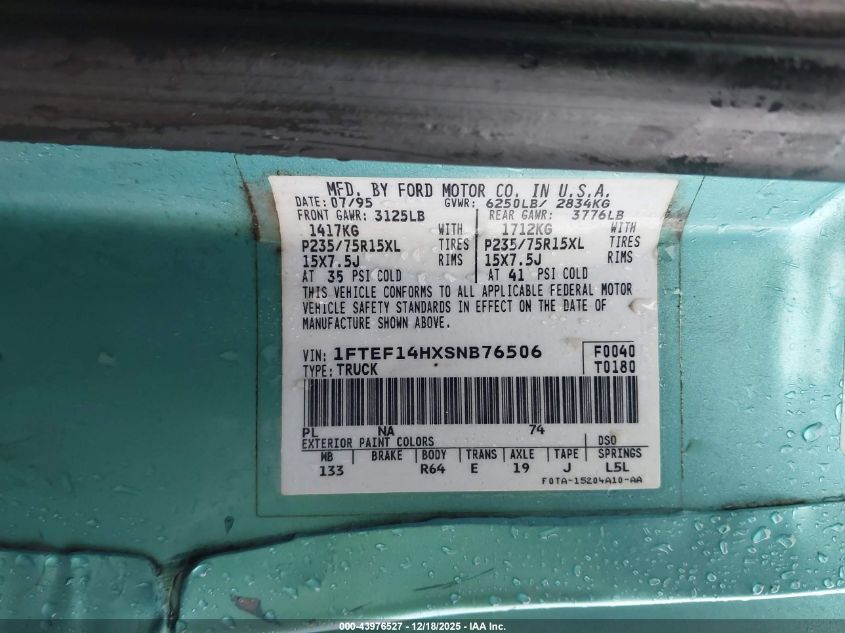 MFD. BY FORD MOTOR CO. IN U.S.A.
DATE: 07/95 GVWR: 6250LB/ 2834KG
FRONT GAWR: 3125LB REAR GAWR: 3776LB
1417KG WITH 1712KG WITH
P235/75R15XL TIRES P235/75R15XL TIRES
15X7.5J RIMS 15X7.5J RIMS
AT 35 PSI COLD AT 41 PSI COLD
THIS VEHICLE CONFORMS TO ALL APPLICABLE FEDERAL MOTOR
VEHICLE SAFETY STANDARDS IN EFFECT ON THE DATE OF
MANUFACTURE SHOWN ABOVE.
VIN: 1FTEF14HXSNB76506 F0040
TYPE: TRUCK T0180
PL NA 74
EXTERIOR PAINT COLORS DSO
WB BRAKE BODY TRANS AXLE TAPE SPRINGS
133 R64 E 19 J L5L
F0TA-15204A10-AA
000-43976527 - 12/18/2025 - IAA Inc.